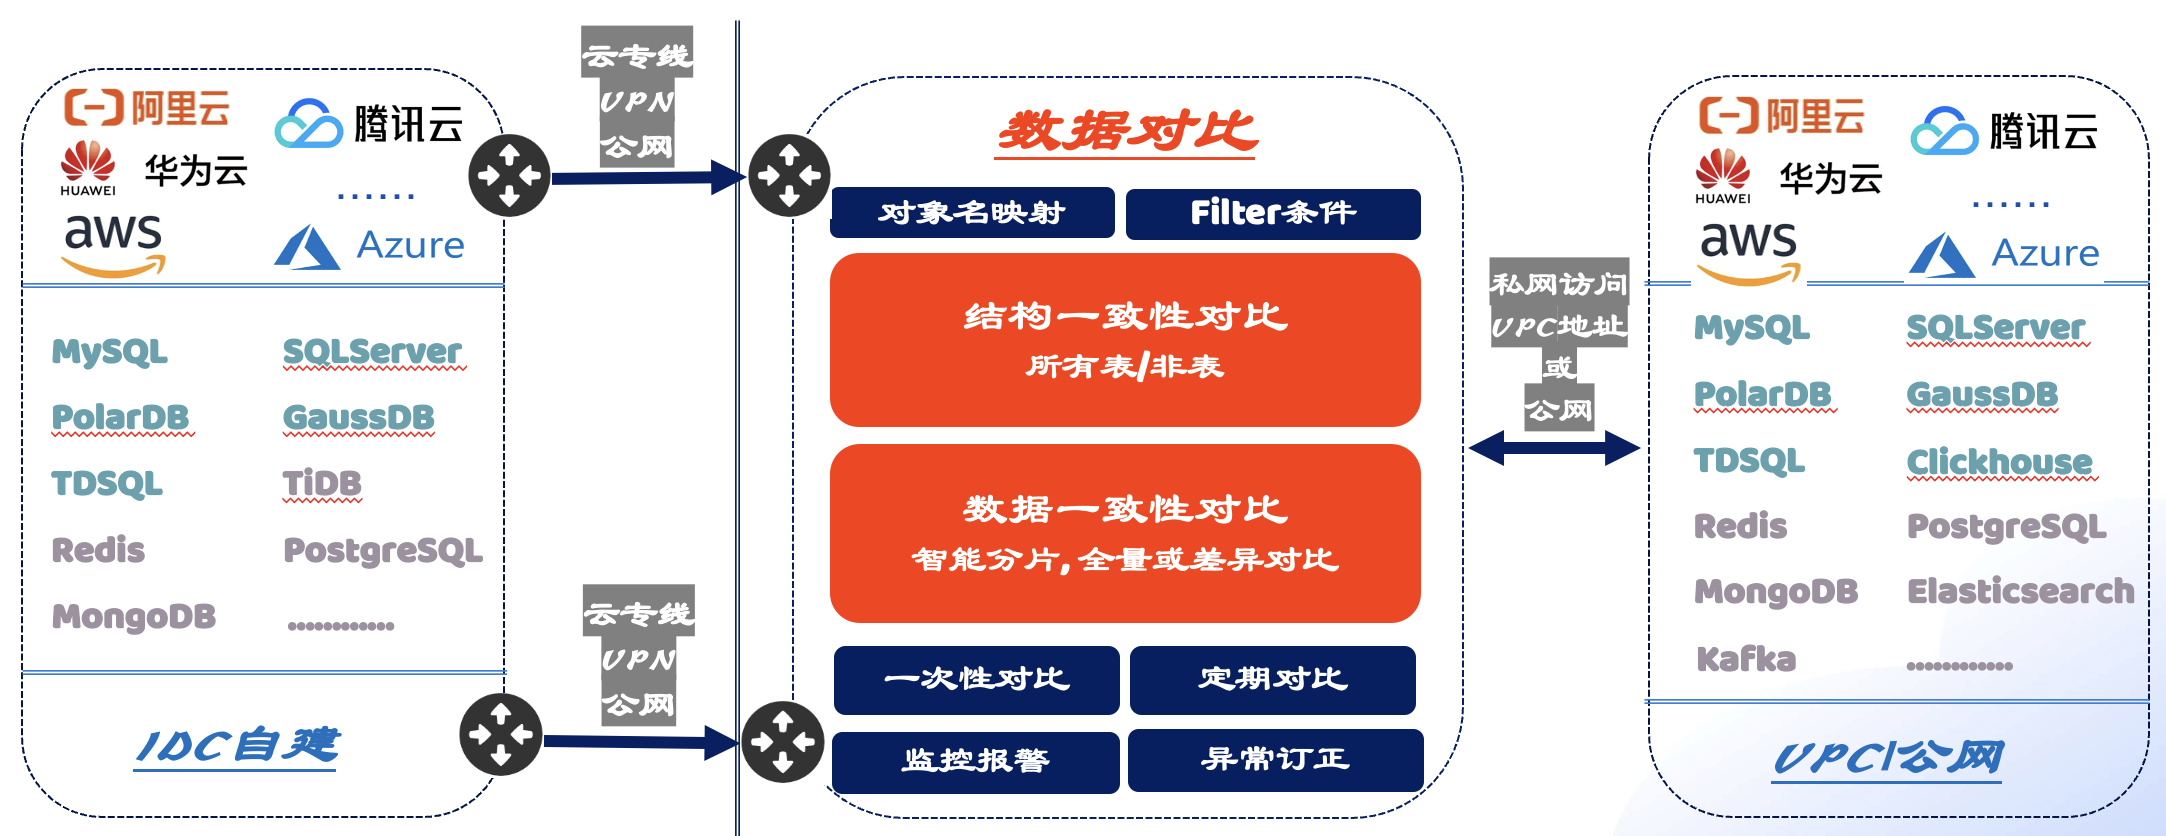 阿里云
腾讯云
HUAWEI
华为云
......
aws
Azure
MySQL
SQLServer
PolarDB
GaussDB
TDSQL
TiDB
Redis
PostgreSQL
MongoDB
............
IDC自建
云专线
VPN
公网
云专线
VPN
公网
数据对比
对象名映射
Filter条件
结构一致性对比
所有表/非表
数据一致性对比
智能分片,全量或差异对比
一次性对比
定期对比
监控报警
异常订正
私网访问
VPC地址
或
公网
阿里云
腾讯云
HUAWEI
华为云
......
aws
Azure
MySQL
SQLServer
PolarDB
GaussDB
TDSQL
Clickhouse
Redis
PostgreSQL
MongoDB
Elasticsearch
Kafka
............
VPC|公网